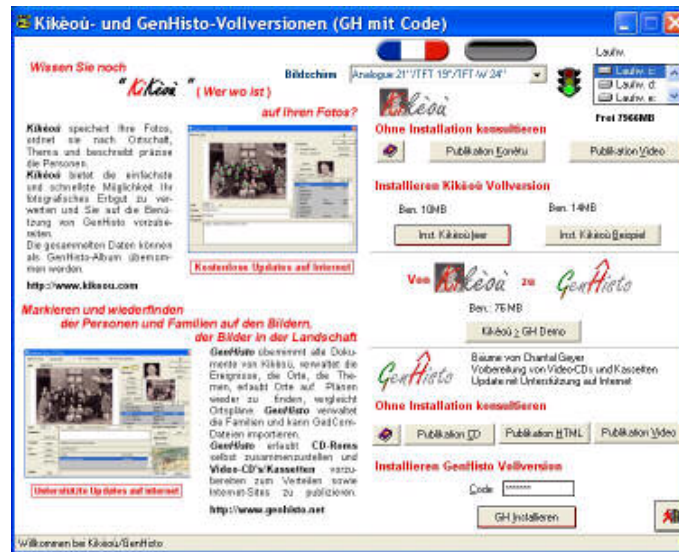 Kikèoù- und GenHisto-Vollversionen (GH mit Code)
Wissen Sie noch
"Kikèoù"
( Wer wo ist )
auf Ihren Fotos?
Kikèoù speichert Ihre Fotos,
ordnet sie nach Ortschaft,
Thema und beschreibt präzise
die Personen.
Kikèoù bietet die einfachste
und schnellste Möglichkeit Ihr
fotografisches Erbgut zu ver-
werten und Sie auf die Benüt-
zung von GenHisto vorzube-
reiten.
Die gesammelten Daten können
als GenHisto-Album übernom-
men werden.
http://www.kikeou.com
Kostenlose Updates auf Internet
Markieren und wiederfinden
der Personen und Familien auf den Bildern,
der Bilder in der Landschaft
GenHisto übernimmt alle Doku-
mente von Kikèoù, verwaltet die
Ereignisse, die Orte, die The-
men, erlaubt Orte auf Plänen
wieder zu finden, vergleicht
Ortspläne. GenHisto verwaltet
die Familien und kann GedCom-
Dateien importieren.
GenHisto erlaubt CD-Roms
selbst zusammenzustellen und
Video-CD's/Kassetten vorzu-
bereiten zum Verteilen sowie
Internet-Sites zu publizieren.
http://www.genhisto.net
Unterstützte Updates auf Internet
Bildschirm
Analogue 21"/TFT 19"/TFT-W 24"
Laufw.
Laufw. c:
Laufw. d:
Laufw. e:
Frei 7966MB
Kikèoù
Ohne Installation konsultieren
Publikation Konètu
Publikation Video
Installieren Kikèoù Vollversion
Ben. 10MB
Ben. 14MB
Inst. Kikèoù leer
Inst. Kikèoù Beispiel
Von Kikèoù zu GenHisto
Ben.: 76MB
Kikèoù > GH Demo
GenHisto
Bäume von Chantal Geyer
Vorbereitung von Video-CDs und Kassetten
Update mit Unterstützung auf Internet
Ohne Installation konsultieren
Publikation CD
Publikation HTML
Publikation Video
Installieren GenHisto Vollversion
Code
GH Installieren
Willkommen bei Kikèoù/GenHisto